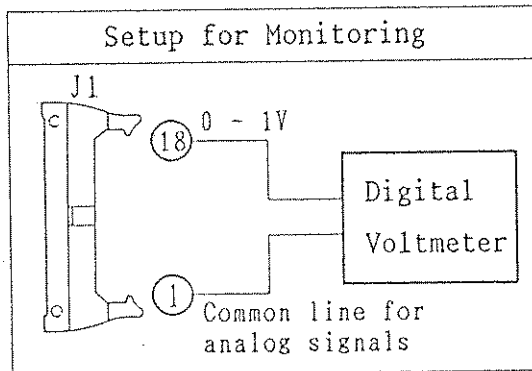 Setup for Monitoring
J1
18
0 - 1V
Digital
Voltmeter
1
Common line for
analog signals